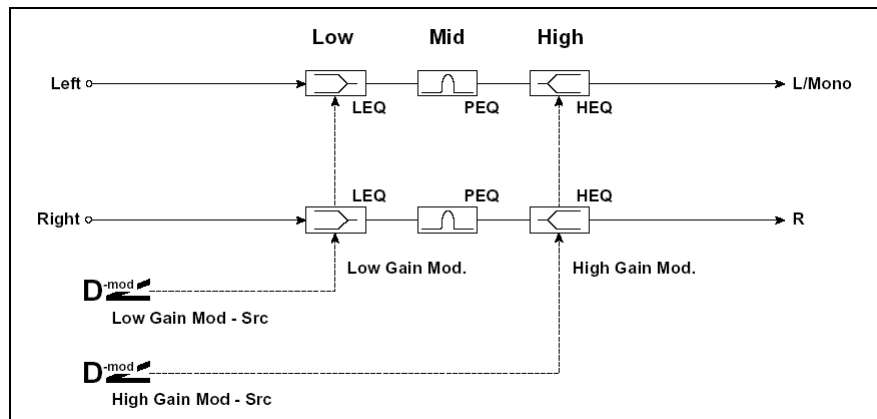 Low Mid High
Left L/Mono
LEQ PEQ HEQ
LEQ PEQ HEQ
Right R
Low Gain Mod. High Gain Mod.
D-mod
Low Gain Mod - Src
D-mod
High Gain Mod - Src